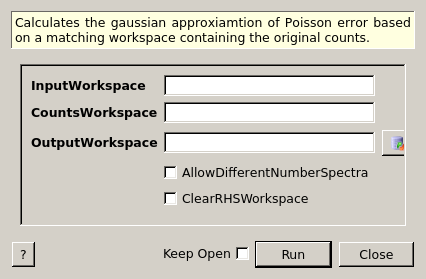 Calculates the gaussian approxiamtion of Poisson error based
on a matching workspace containing the original counts.
InputWorkspace
CountsWorkspace
OutputWorkspace
AllowDifferentNumberSpectra
ClearRHSWorkspace
? Keep Open Run Close